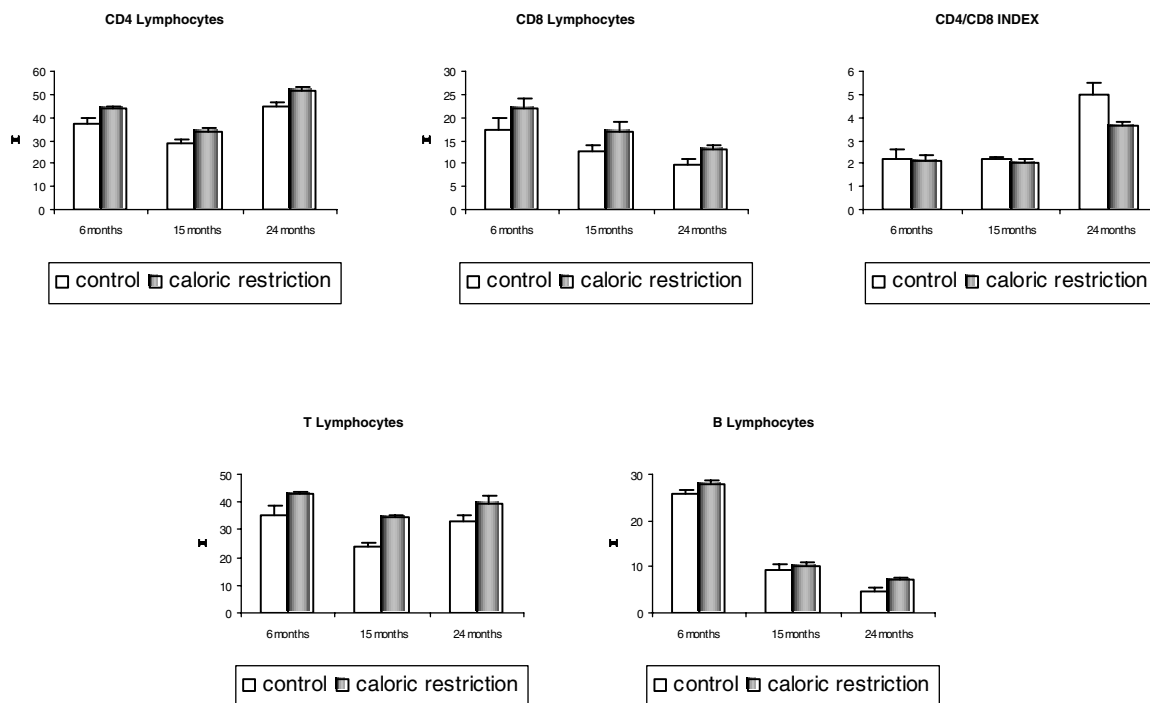 CD4 Lymphocytes
60
50
40
30
20
10
0
6 months
15 months
24 months
control
caloric restriction
CD8 Lymphocytes
30
25
20
15
10
5
0
6 months
15 months
24 months
control
caloric restriction
CD4/CD8 INDEX
6
5
4
3
2
1
0
6 months
15 months
24 months
control
caloric restriction
T Lymphocytes
50
40
30
20
10
0
6 months
15 months
24 months
control
caloric restriction
B Lymphocytes
30
20
10
0
6 months
15 months
24 months
control
caloric restriction